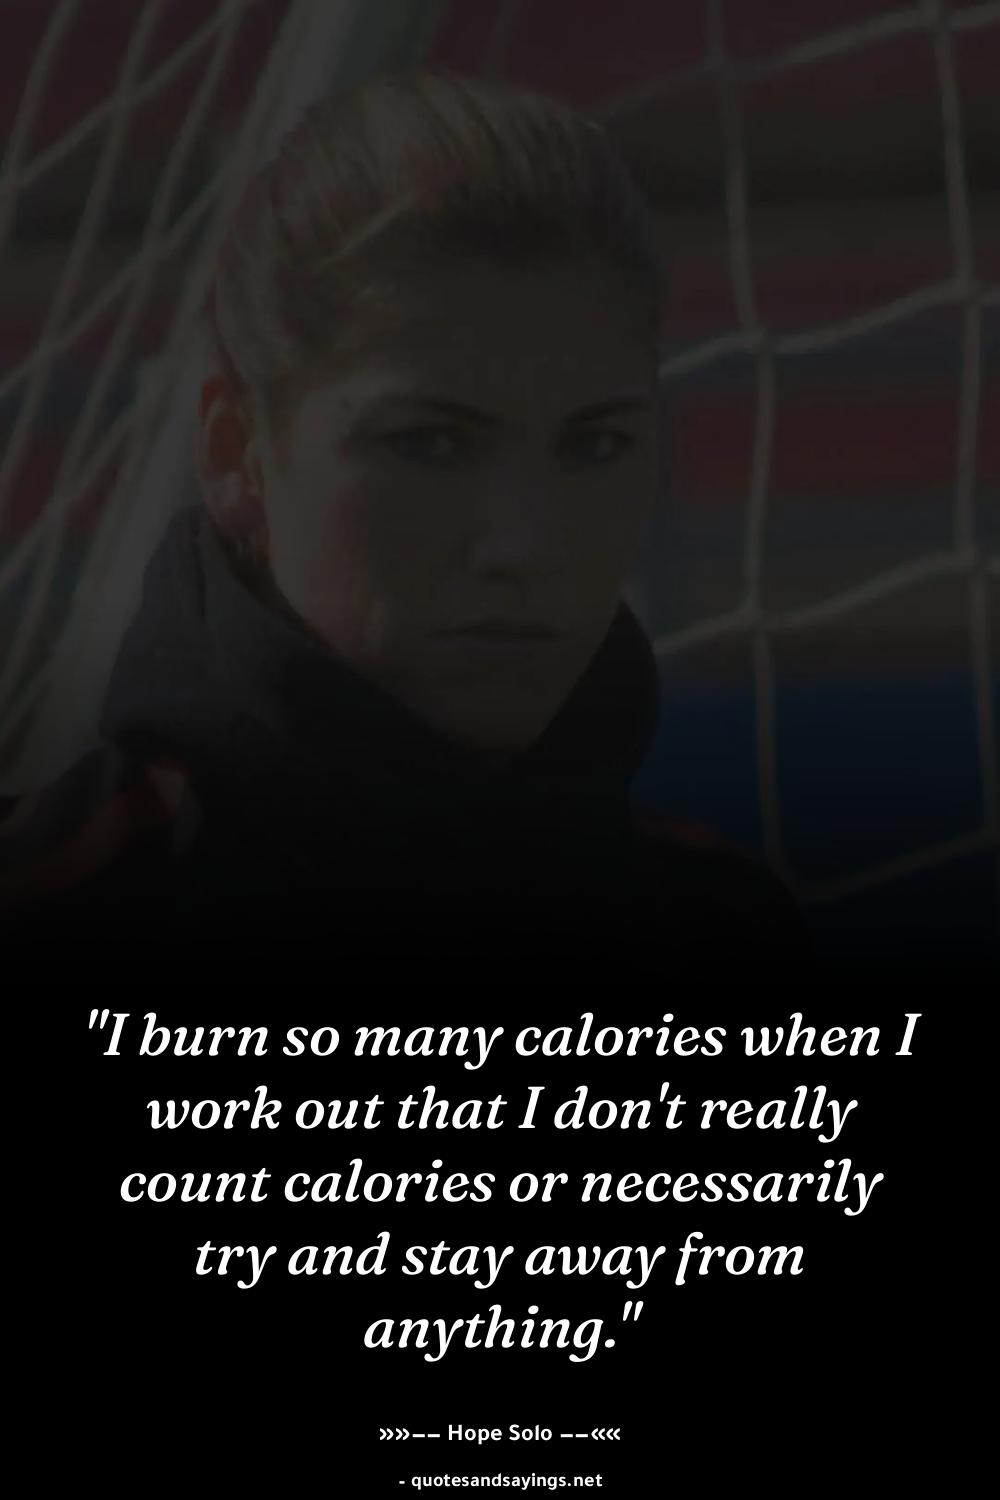 "I burn so many calories when I
work out that I don't really
count calories or necessarily
try and stay away from
anything."
»»–– Hope Solo ––««
- quotesandsayings.net